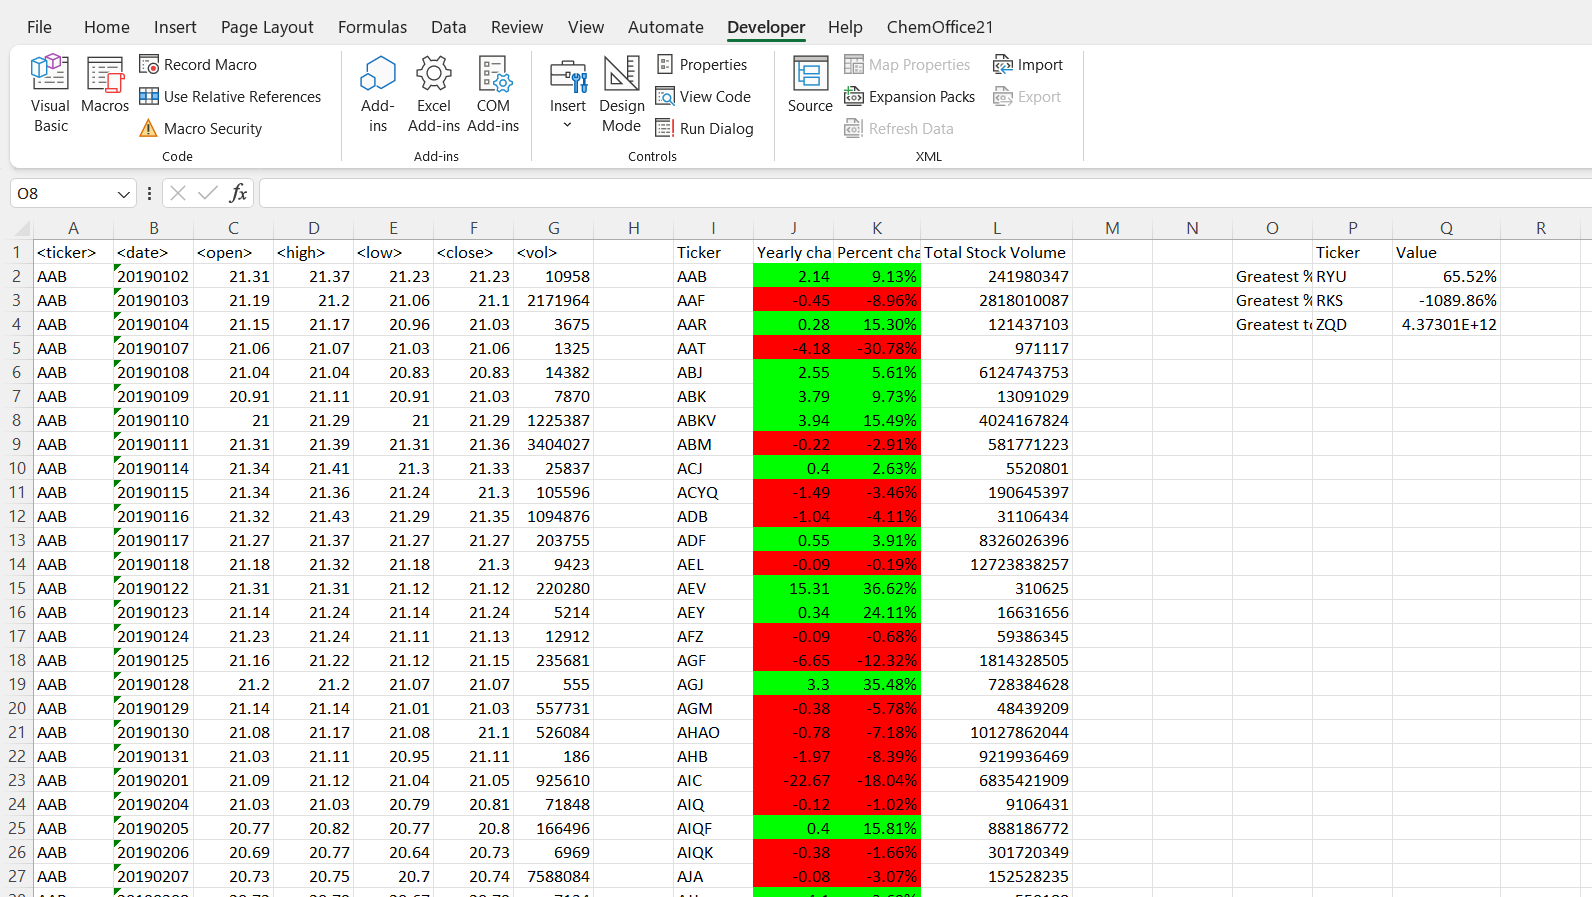 File Home Insert Page Layout Formulas Data Review View Automate Developer Help ChemOffice21
Visual Basic
Macros
Record Macro
Use Relative References
Macro Security
Code
Add-ins
Excel Add-ins
COM Add-ins
Add-ins
Insert
Design Mode
Properties
View Code
Run Dialog
Controls
Source
Map Properties
Expansion Packs
Refresh Data
Import
Export
XML
O8 fx
A B C D E F G H I J K L M N O P Q R
1 <ticker> <date> <open> <high> <low> <close> <vol> Ticker Yearly cha Percent cha Total Stock Volume Ticker Value
2 AAB 20190102 21.31 21.37 21.23 21.23 10958 AAB 2.14 9.13% 241980347 Greatest % RYU 65.52%
3 AAB 20190103 21.19 21.2 21.06 21.1 2171964 AAF -0.45 -8.96% 2818010087 Greatest % RKS -1089.86%
4 AAB 20190104 21.15 21.17 20.96 21.03 3675 AAR 0.28 15.30% 121437103 Greatest to ZQD 4.37301E+12
5 AAB 20190107 21.06 21.07 21.03 21.06 1325 AAT -4.18 -30.78% 971117
6 AAB 20190108 21.04 21.04 20.83 20.83 14382 ABJ 2.55 5.61% 6124743753
7 AAB 20190109 20.91 21.11 20.91 21.03 7870 ABK 3.79 9.73% 13091029
8 AAB 20190110 21 21.29 21 21.29 1225387 ABKV 3.94 15.49% 4024167824
9 AAB 20190111 21.31 21.39 21.31 21.36 3404027 ABM -0.22 -2.91% 581771223
10 AAB 20190114 21.34 21.41 21.3 21.33 25837 ACJ 0.4 2.63% 5520801
11 AAB 20190115 21.34 21.36 21.24 21.3 105596 ACYQ -1.49 -3.46% 190645397
12 AAB 20190116 21.32 21.43 21.29 21.35 1094876 ADB -1.04 -4.11% 31106434
13 AAB 20190117 21.27 21.37 21.27 21.27 203755 ADF 0.55 3.91% 8326026396
14 AAB 20190118 21.18 21.32 21.18 21.3 9423 AEL -0.09 -0.19% 12723838257
15 AAB 20190122 21.31 21.31 21.12 21.12 220280 AEV 15.31 36.62% 310625
16 AAB 20190123 21.14 21.24 21.14 21.24 5214 AEY 0.34 24.11% 16631656
17 AAB 20190124 21.23 21.24 21.11 21.13 12912 AFZ -0.09 -0.68% 59386345
18 AAB 20190125 21.16 21.22 21.12 21.15 235681 AGF -6.65 -12.32% 1814328505
19 AAB 20190128 21.2 21.2 21.07 21.07 555 AGJ 3.3 35.48% 728384628
20 AAB 20190129 21.14 21.14 21.01 21.03 557731 AGM -0.38 -5.78% 48439209
21 AAB 20190130 21.08 21.17 21.08 21.1 526084 AHAO -0.78 -7.18% 10127862044
22 AAB 20190131 21.03 21.11 20.95 21.11 186 AHB -1.97 -8.39% 9219936469
23 AAB 20190201 21.09 21.12 21.04 21.05 925610 AIC -22.67 -18.04% 6835421909
24 AAB 20190204 21.03 21.03 20.79 20.81 71848 AIQ -0.12 -1.02% 9106431
25 AAB 20190205 20.77 20.82 20.77 20.8 166496 AIQF 0.4 15.81% 888186772
26 AAB 20190206 20.69 20.77 20.64 20.73 6969 AIQK -0.38 -1.66% 301720349
27 AAB 20190207 20.73 20.75 20.7 20.74 7588084 AJA -0.08 -3.07% 152528235